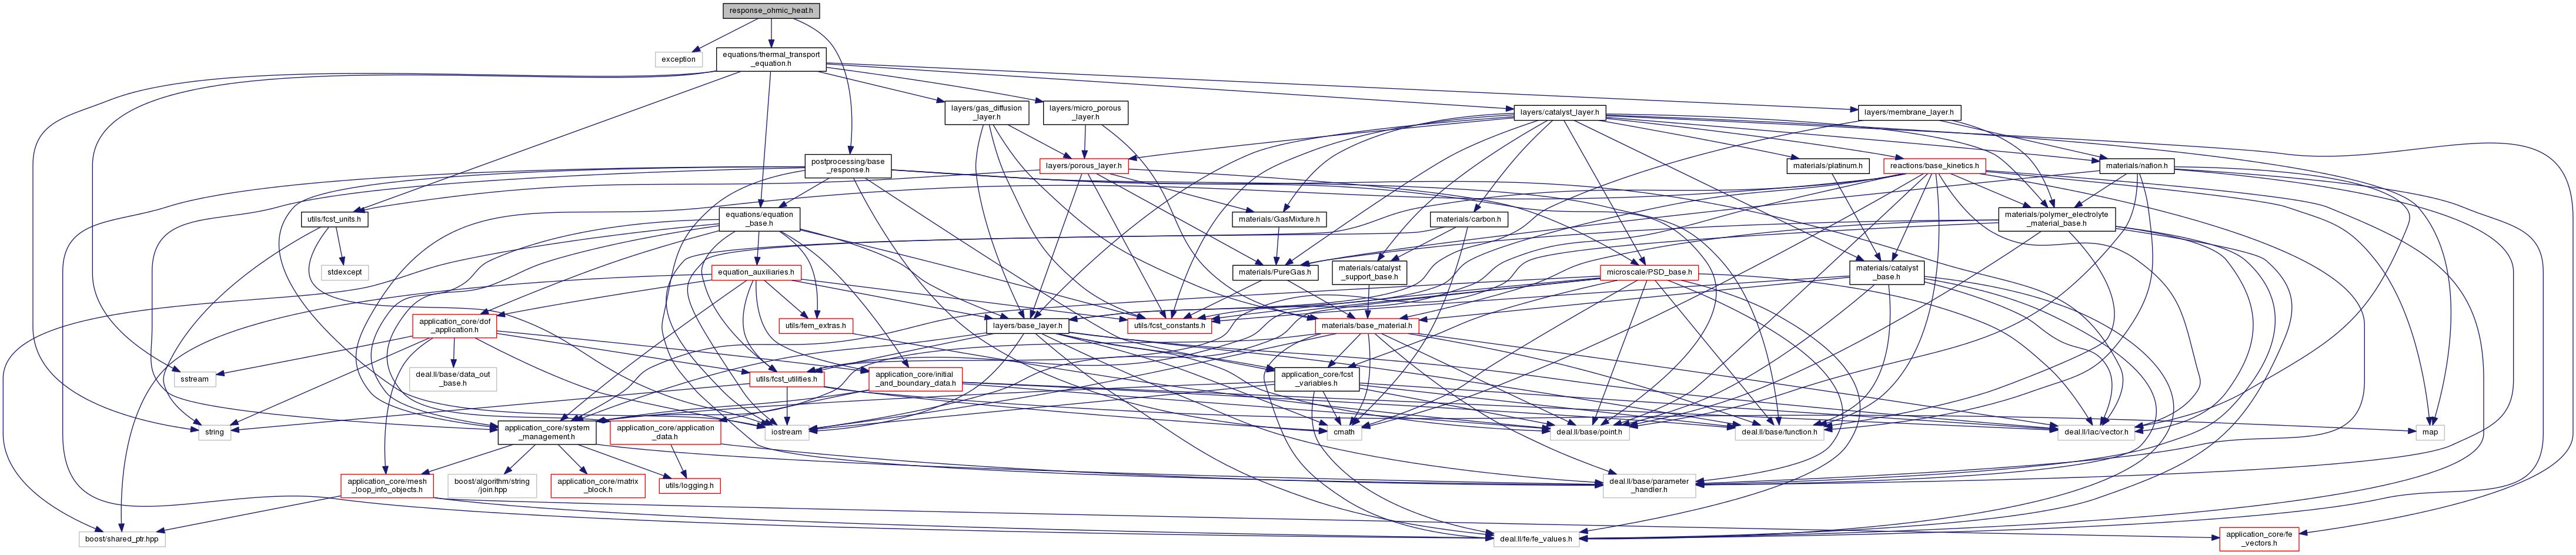 response_ohmic_heat.h
exception
equations/thermal_transport
_equation.h
layers/gas_diffusion
_layer.h
layers/micro_porous
_layer.h
layers/catalyst_layer.h
layers/membrane_layer.h
postprocessing/base
_response.h
layers/porous_layer.h
materials/platinum.h
reactions/base_kinetics.h
materials/nafion.h
utils/fcst_units.h
equations/equation
_base.h
materials/GasMixture.h
materials/carbon.h
materials/polymer_electrolyte
_material_base.h
stdexcept
equation_auxiliaries.h
materials/PureGas.h
materials/catalyst
_support_base.h
microscale/PSD_base.h
materials/catalyst
_base.h
application_core/dof
_application.h
utils/fem_extras.h
layers/base_layer.h
utils/fcst_constants.h
materials/base_material.h
sstream
deal.II/base/data_out
_base.h
utils/fcst_utilities.h
application_core/initial
_and_boundary_data.h
application_core/fcst
_variables.h
string
application_core/system
_management.h
application_core/application
_data.h
iostream
cmath
deal.II/base/point.h
deal.II/base/function.h
deal.II/lac/vector.h
map
application_core/mesh
_loop_info_objects.h
boost/algorithm/string
/join.hpp
application_core/matrix
_block.h
utils/logging.h
deal.II/base/parameter
_handler.h
boost/shared_ptr.hpp
deal.II/fe/fe_values.h
application_core/fe
_vectors.h